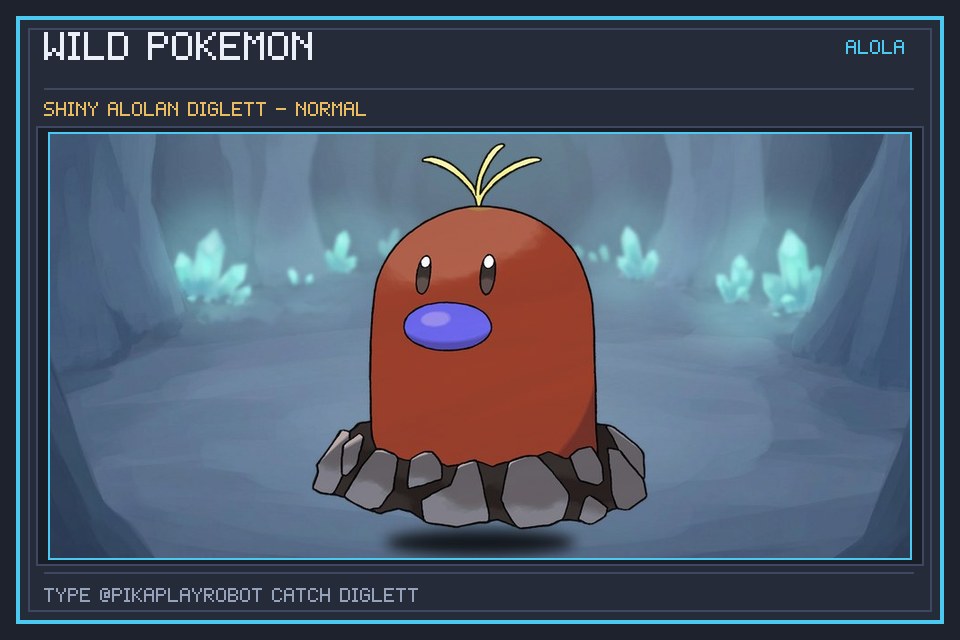 WILD POKEMON
ALOLA
SHINY ALOLAN DIGLETT - NORMAL
TYPE @PIKAPLAYROBOT CATCH DIGLETT